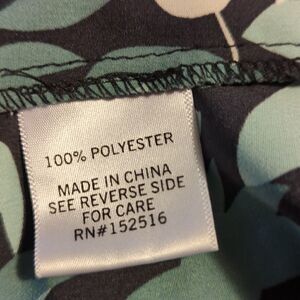 100% POLYESTER
MADE IN CHINA
SEE REVERSE SIDE
FOR CARE
RN#152516